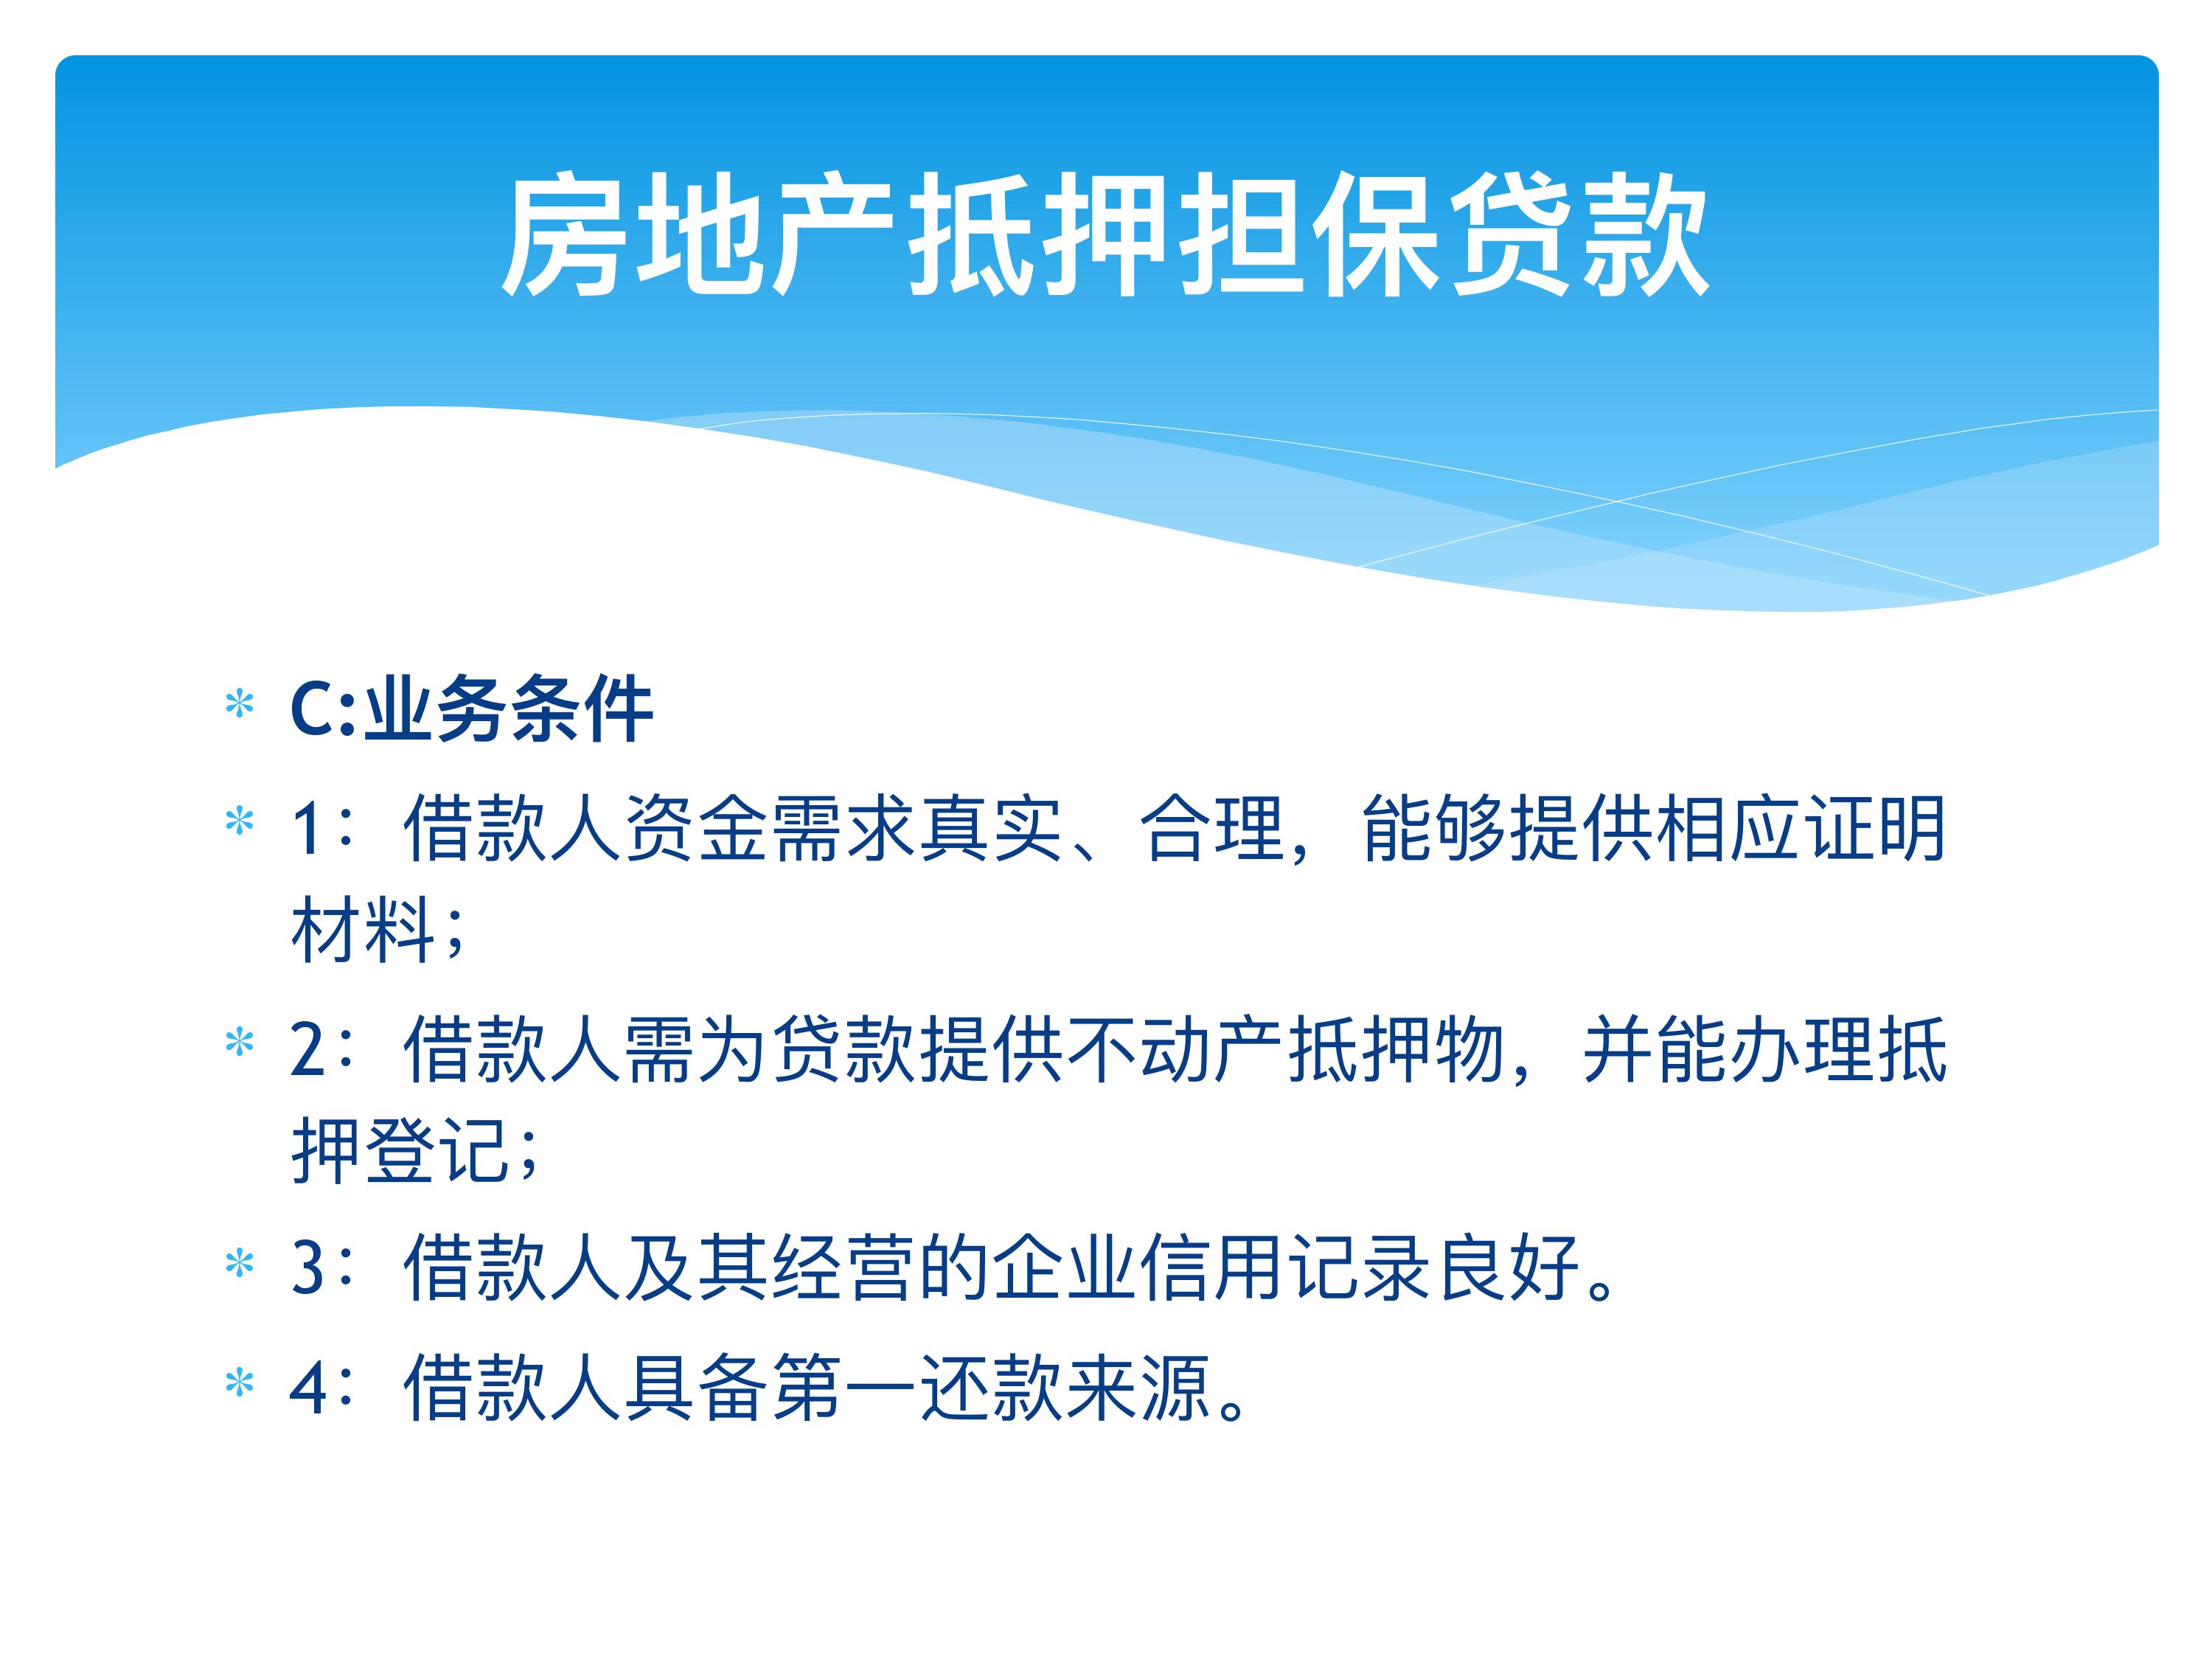 房地产抵押担保贷款
* C:业务条件
* 1：借款人资金需求真实、合理，能够提供相应证明
材料；
* 2：借款人需为贷款提供不动产抵押物，并能办理抵
押登记；
* 3：借款人及其经营的企业信用记录良好。
* 4：借款人具备第一还款来源。